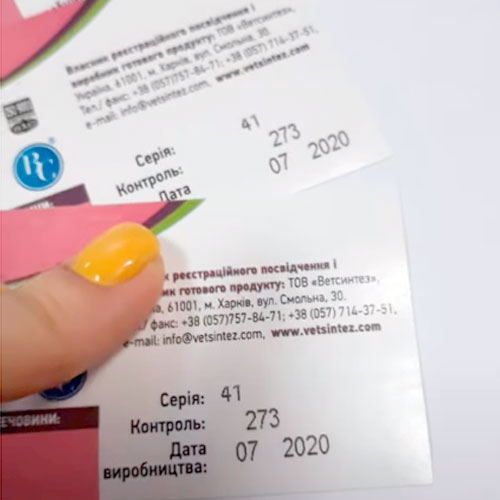 Власник реєстраційного посвідчення і
виробник готового продукту: ТОВ «Ветсинтез»,
Україна, 61001, м. Харків, вул. Смольна, 30.
Тел./ факс: +38 (057)757-84-71; +38 (057) 714-37-51,
e-mail: info@vetsintez.com, www.vetsintez.com
Серія: 41
Контроль: 273
Дата 07 2020
ВС
реєстраційного посвідчення і
готового продукту: ТОВ «Ветсинтез»,
61001, м. Харків, вул. Смольна, 30.
факс: +38 (057)757-84-71; +38 (057) 714-37-51,
e-mail: info@vetsintez.com, www.vetsintez.com
Серія: 41
Контроль: 273
Дата 07 2020
виробництва: